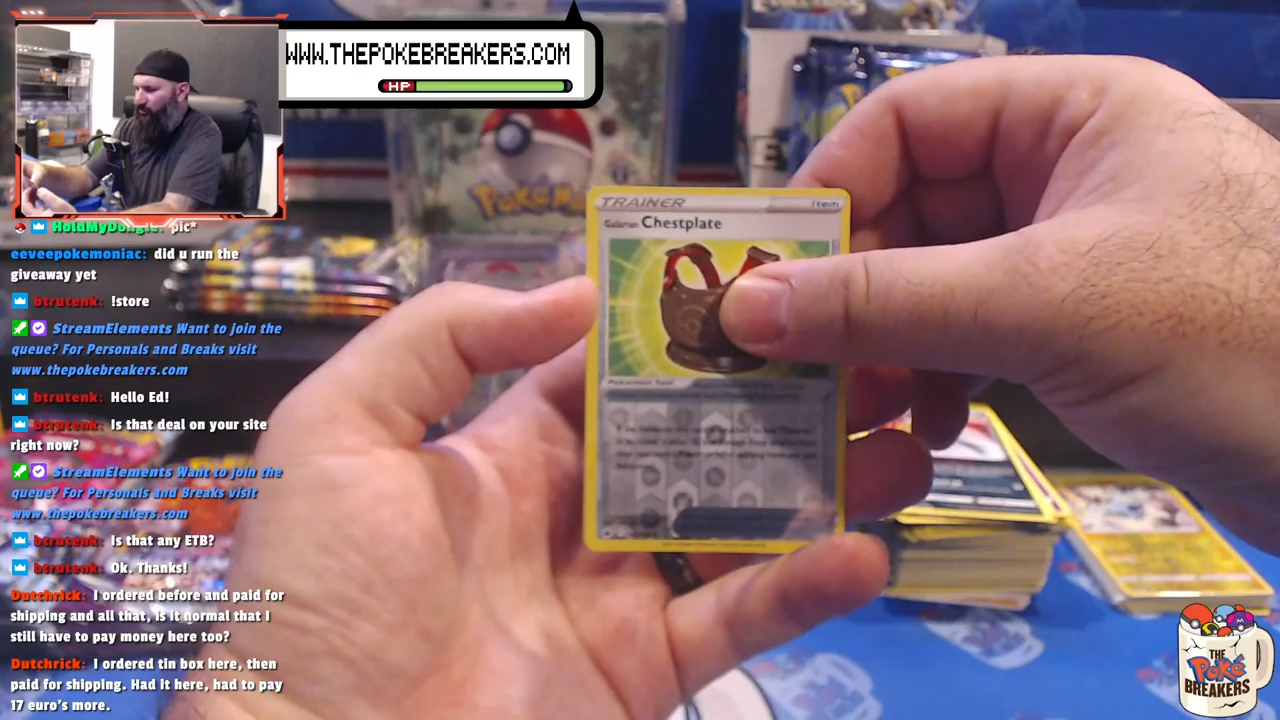 WWW.THEPOKEBREAKERS.COM
HP
HoldMyDongle: pic*
eeveepokemoniac: did u run the
giveaway yet
btrutenk: !store
StreamElements Want to join the
queue? For Personals and Breaks visit
www.thepokebreakers.com
btrutenk: Hello Ed!
btrutenk: Is that deal on your site
right now?
StreamElements Want to join the
queue? For Personals and Breaks visit
www.thepokebreakers.com
btrutenk: Is that any ETB?
btrutenk: Ok. Thanks!
Dutchrick: I ordered before and paid for
shipping and all that, is it normal that I
still have to pay money here too?
Dutchrick: I ordered tin box here, then
paid for shipping. Had it here, had to pay
17 euro's more.
TRAINER Item
Galarian Chestplate
Pokémon Tool
THE
Poké
BREAKERS